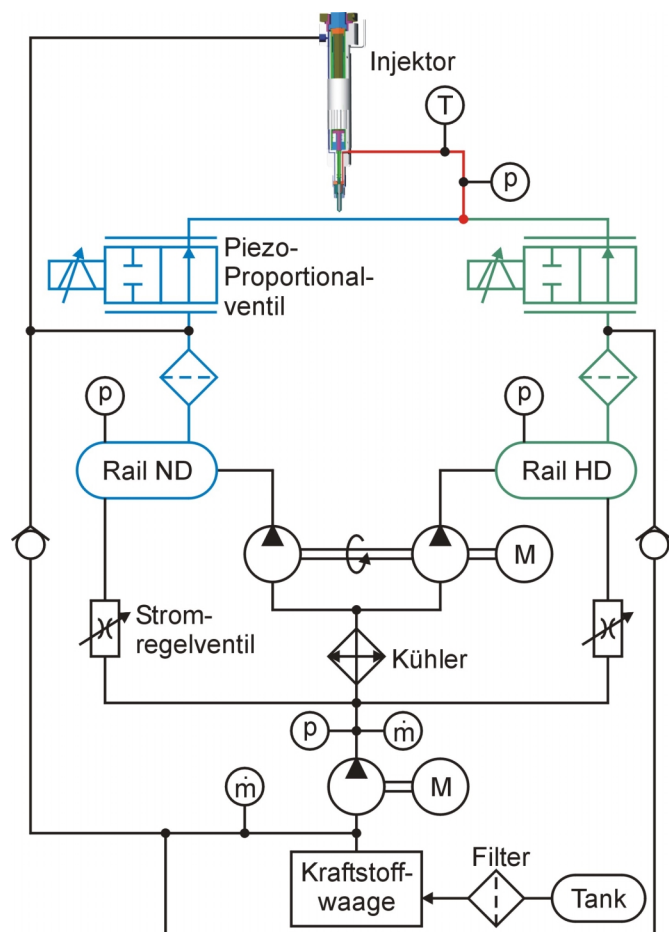 Injektor
T
p
Piezo-
Proportional-
ventil
p
p
Rail ND
Rail HD
M
Strom-
regelventil
Kühler
p
ṁ
ṁ
M
Kraftstoff-
waage
Filter
Tank